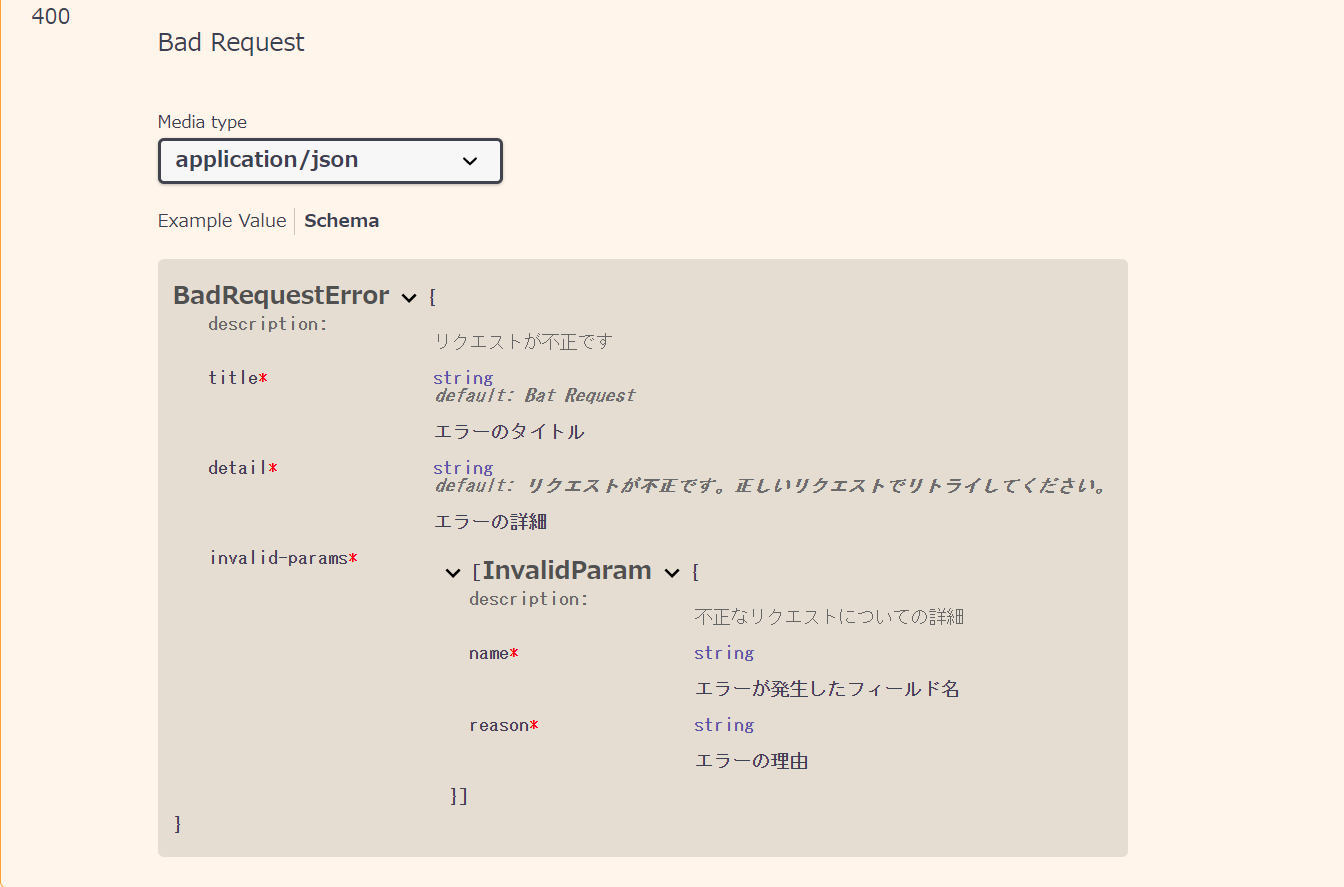 400
Bad Request
Media type
application/json
Example Value Schema
BadRequestError {
description:
リクエストが不正です
title* string
default: Bat Request
エラーのタイトル
detail* string
default: リクエストが不正です。正しいリクエストでリトライしてください。
エラーの詳細
invalid-params* [InvalidParam {
description:
不正なリクエストについての詳細
name* string
エラーが発生したフィールド名
reason* string
エラーの理由
}]
}